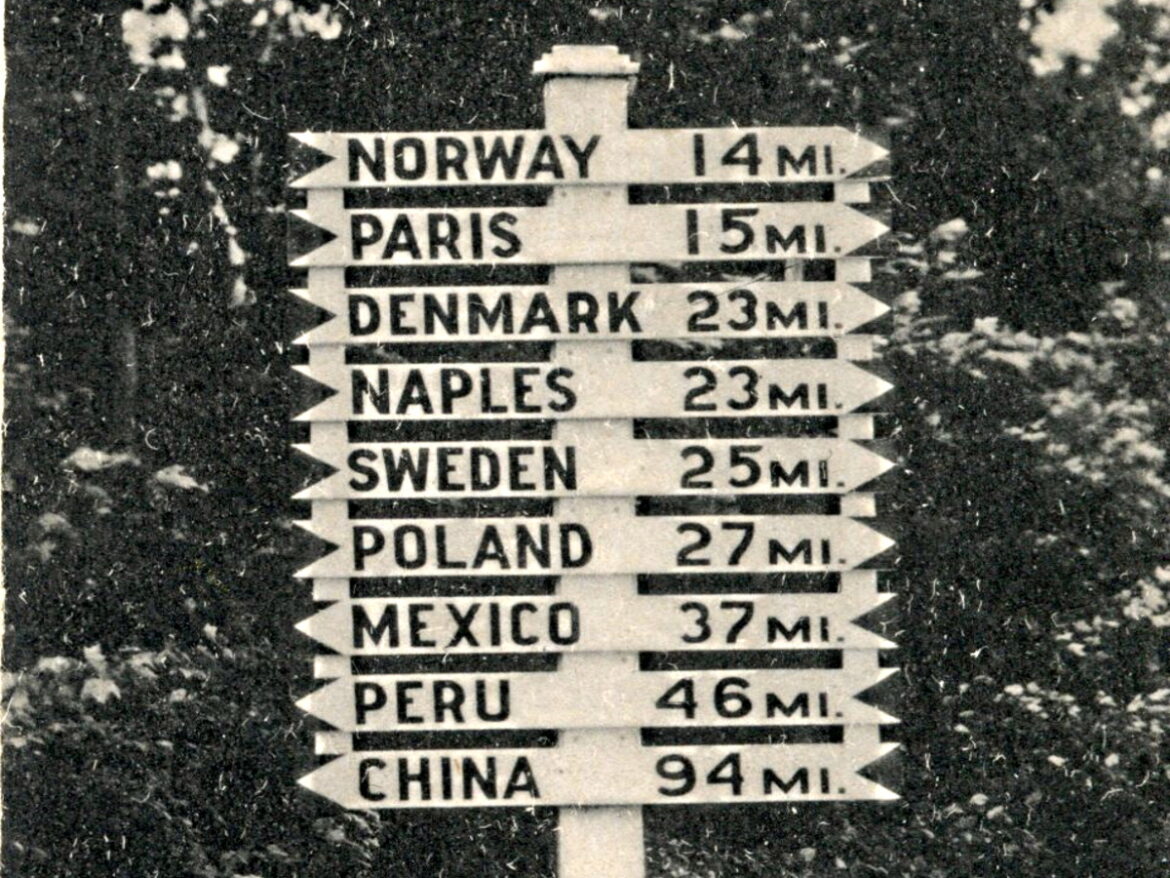 NORWAY 14 MI.
PARIS 15 MI.
DENMARK 23 MI.
NAPLES 23 MI.
SWEDEN 25 MI.
POLAND 27 MI.
MEXICO 37 MI.
PERU 46 MI.
CHINA 94 MI.